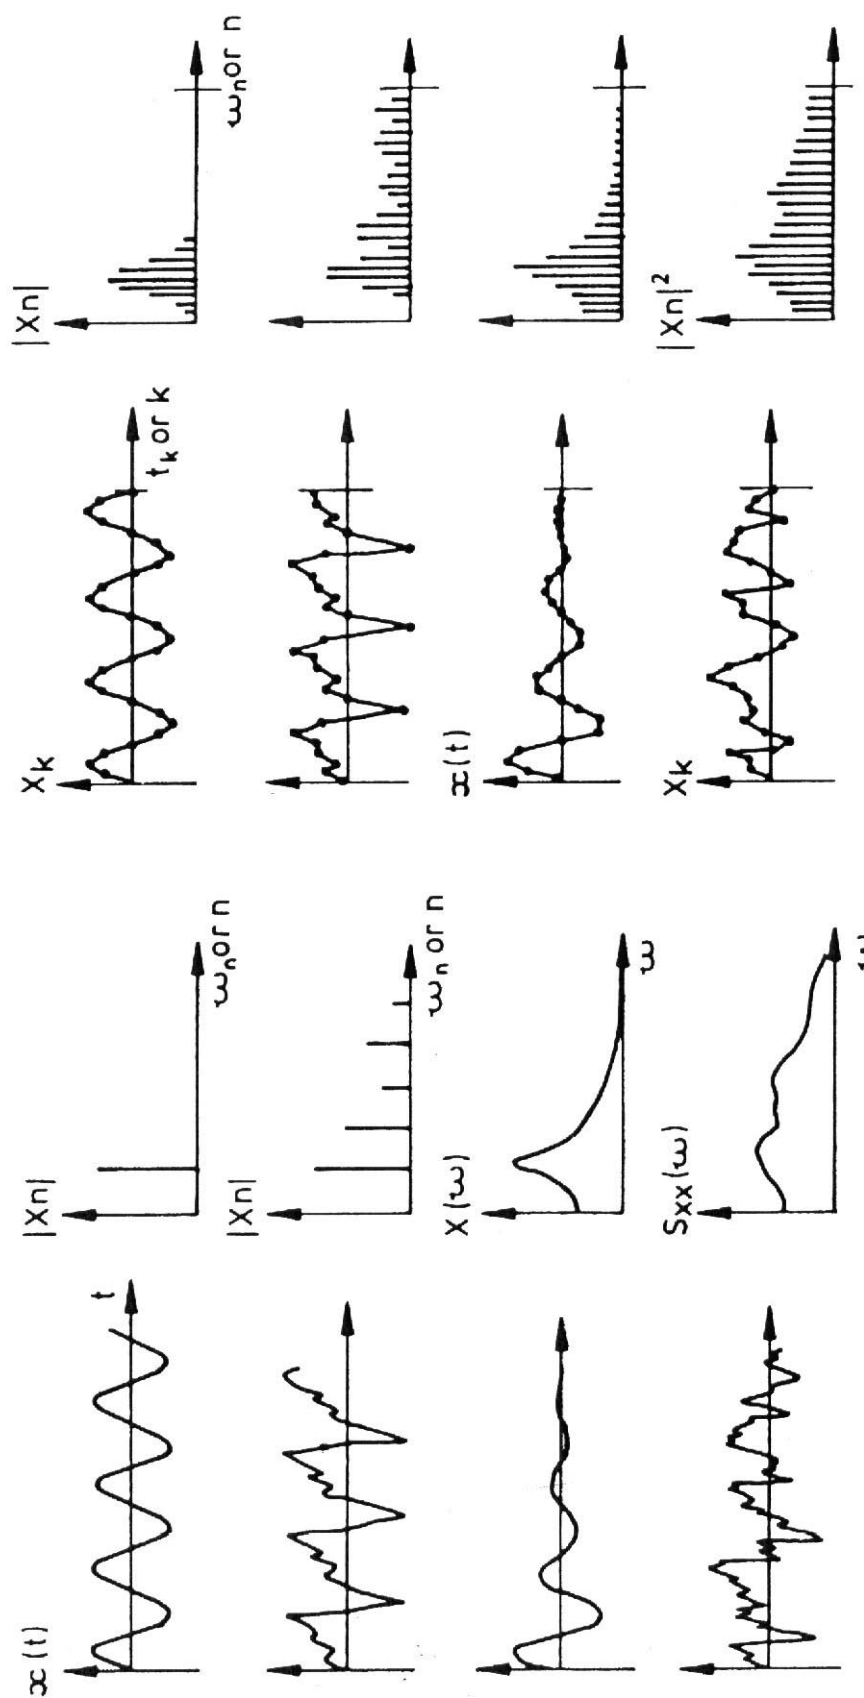 x(t)
t
|Xn|
ωn or n
|Xn|
ωn or n
X(ω)
ω
Sxx(ω)
xk
tk or k
|Xn|
ωn or n
x(t)
xk
|Xn|²